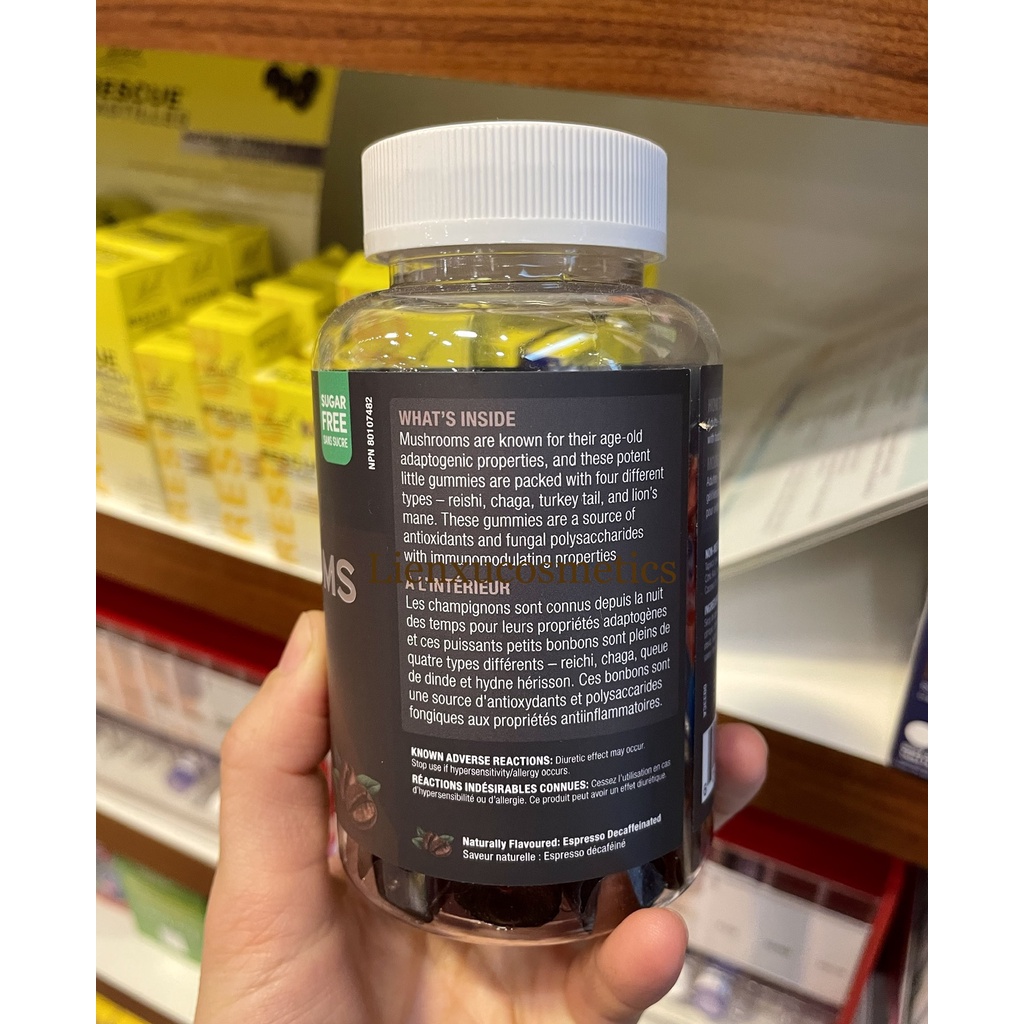 RESCUE
SUGAR
FREE
SANS SUCRE
NPN 80107482
MS
WHAT'S INSIDE
Mushrooms are known for their age-old
adaptogenic properties, and these potent
little gummies are packed with four different
types – reishi, chaga, turkey tail, and lion's
mane. These gummies are a source of
antioxidants and fungal polysaccharides
with immunomodulating properties
Lienxucosmetics
À L'INTÉRIEUR
Les champignons sont connus depuis la nuit
des temps pour leurs propriétés adaptogènes
et ces puissants petits bonbons sont pleins de
quatre types différents – reichi, chaga, queue
de dinde et hydne hérisson. Ces bonbons sont
une source d'antioxydants et polysaccarides
fongiques aux propriétés antiinflammatoires.
KNOWN ADVERSE REACTIONS: Diuretic effect may occur.
Stop use if hypersensitivity/allergy occurs.
RÉACTIONS INDÉSIRABLES CONNUES: Cessez l'utilisation en cas
d'hypersensibilité ou d'allergie. Ce produit peut avoir un effet diurétique.
Naturally Flavoured: Espresso Decaffeinated
Saveur naturelle : Espresso décaféiné